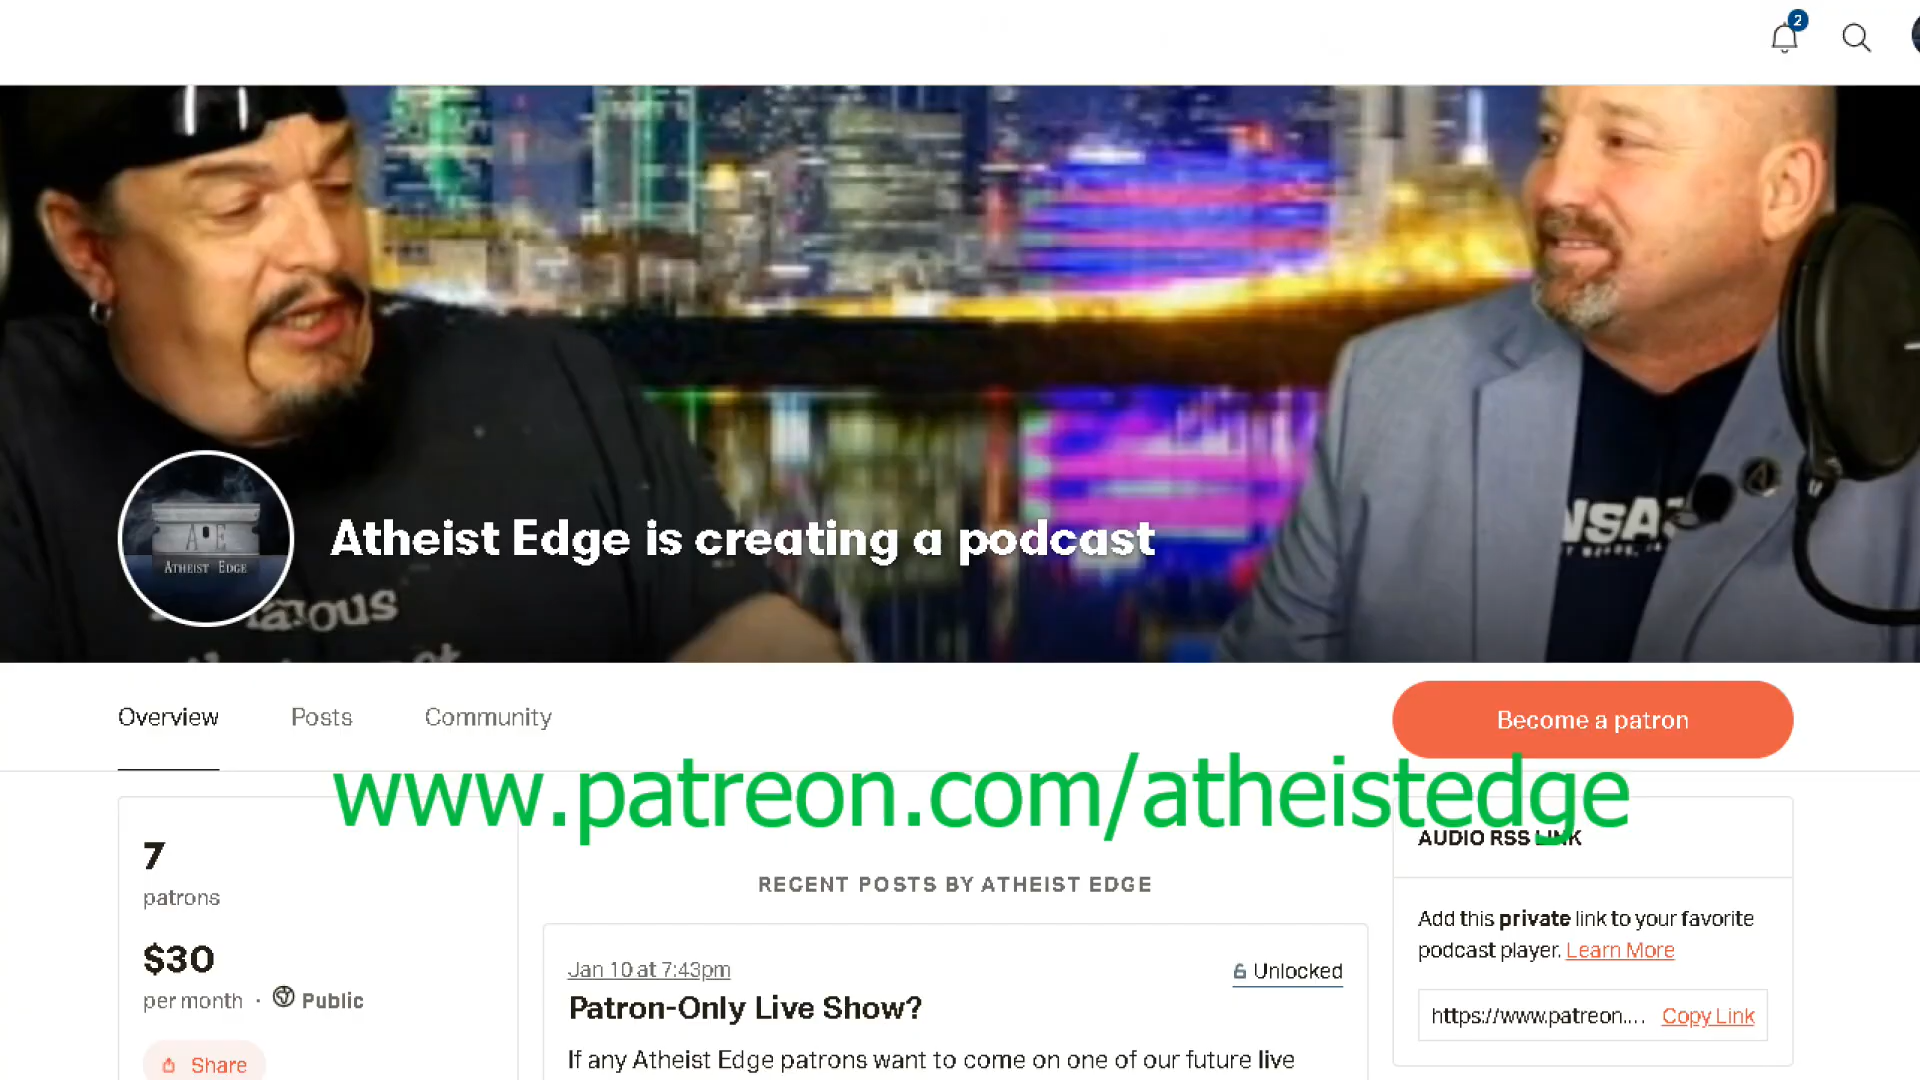 2
A E
ATHEIST EDGE
Atheist Edge is creating a podcast
Overview
Posts
Community
Become a patron
www.patreon.com/atheistedge
7
patrons
$30
per month · Public
Share
RECENT POSTS BY ATHEIST EDGE
Jan 10 at 7:43pm
Unlocked
Patron-Only Live Show?
If any Atheist Edge patrons want to come on one of our future live
AUDIO RSS LINK
Add this private link to your favorite
podcast player. Learn More
https://www.patreon.... Copy Link